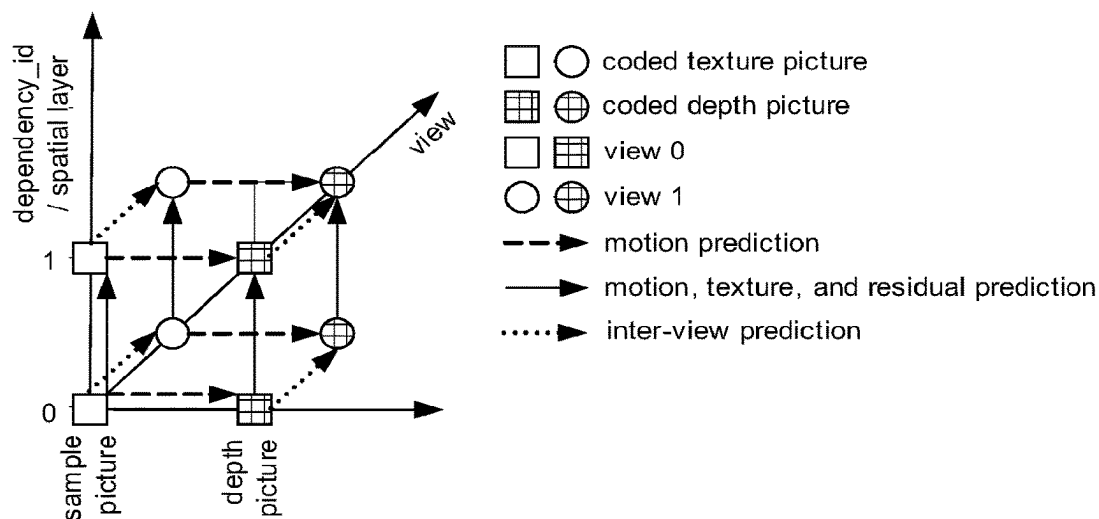 dependency_id
/ spatial layer
view
1
0
sample
picture
depth
picture
coded texture picture
coded depth picture
view 0
view 1
motion prediction
motion, texture, and residual prediction
inter-view prediction